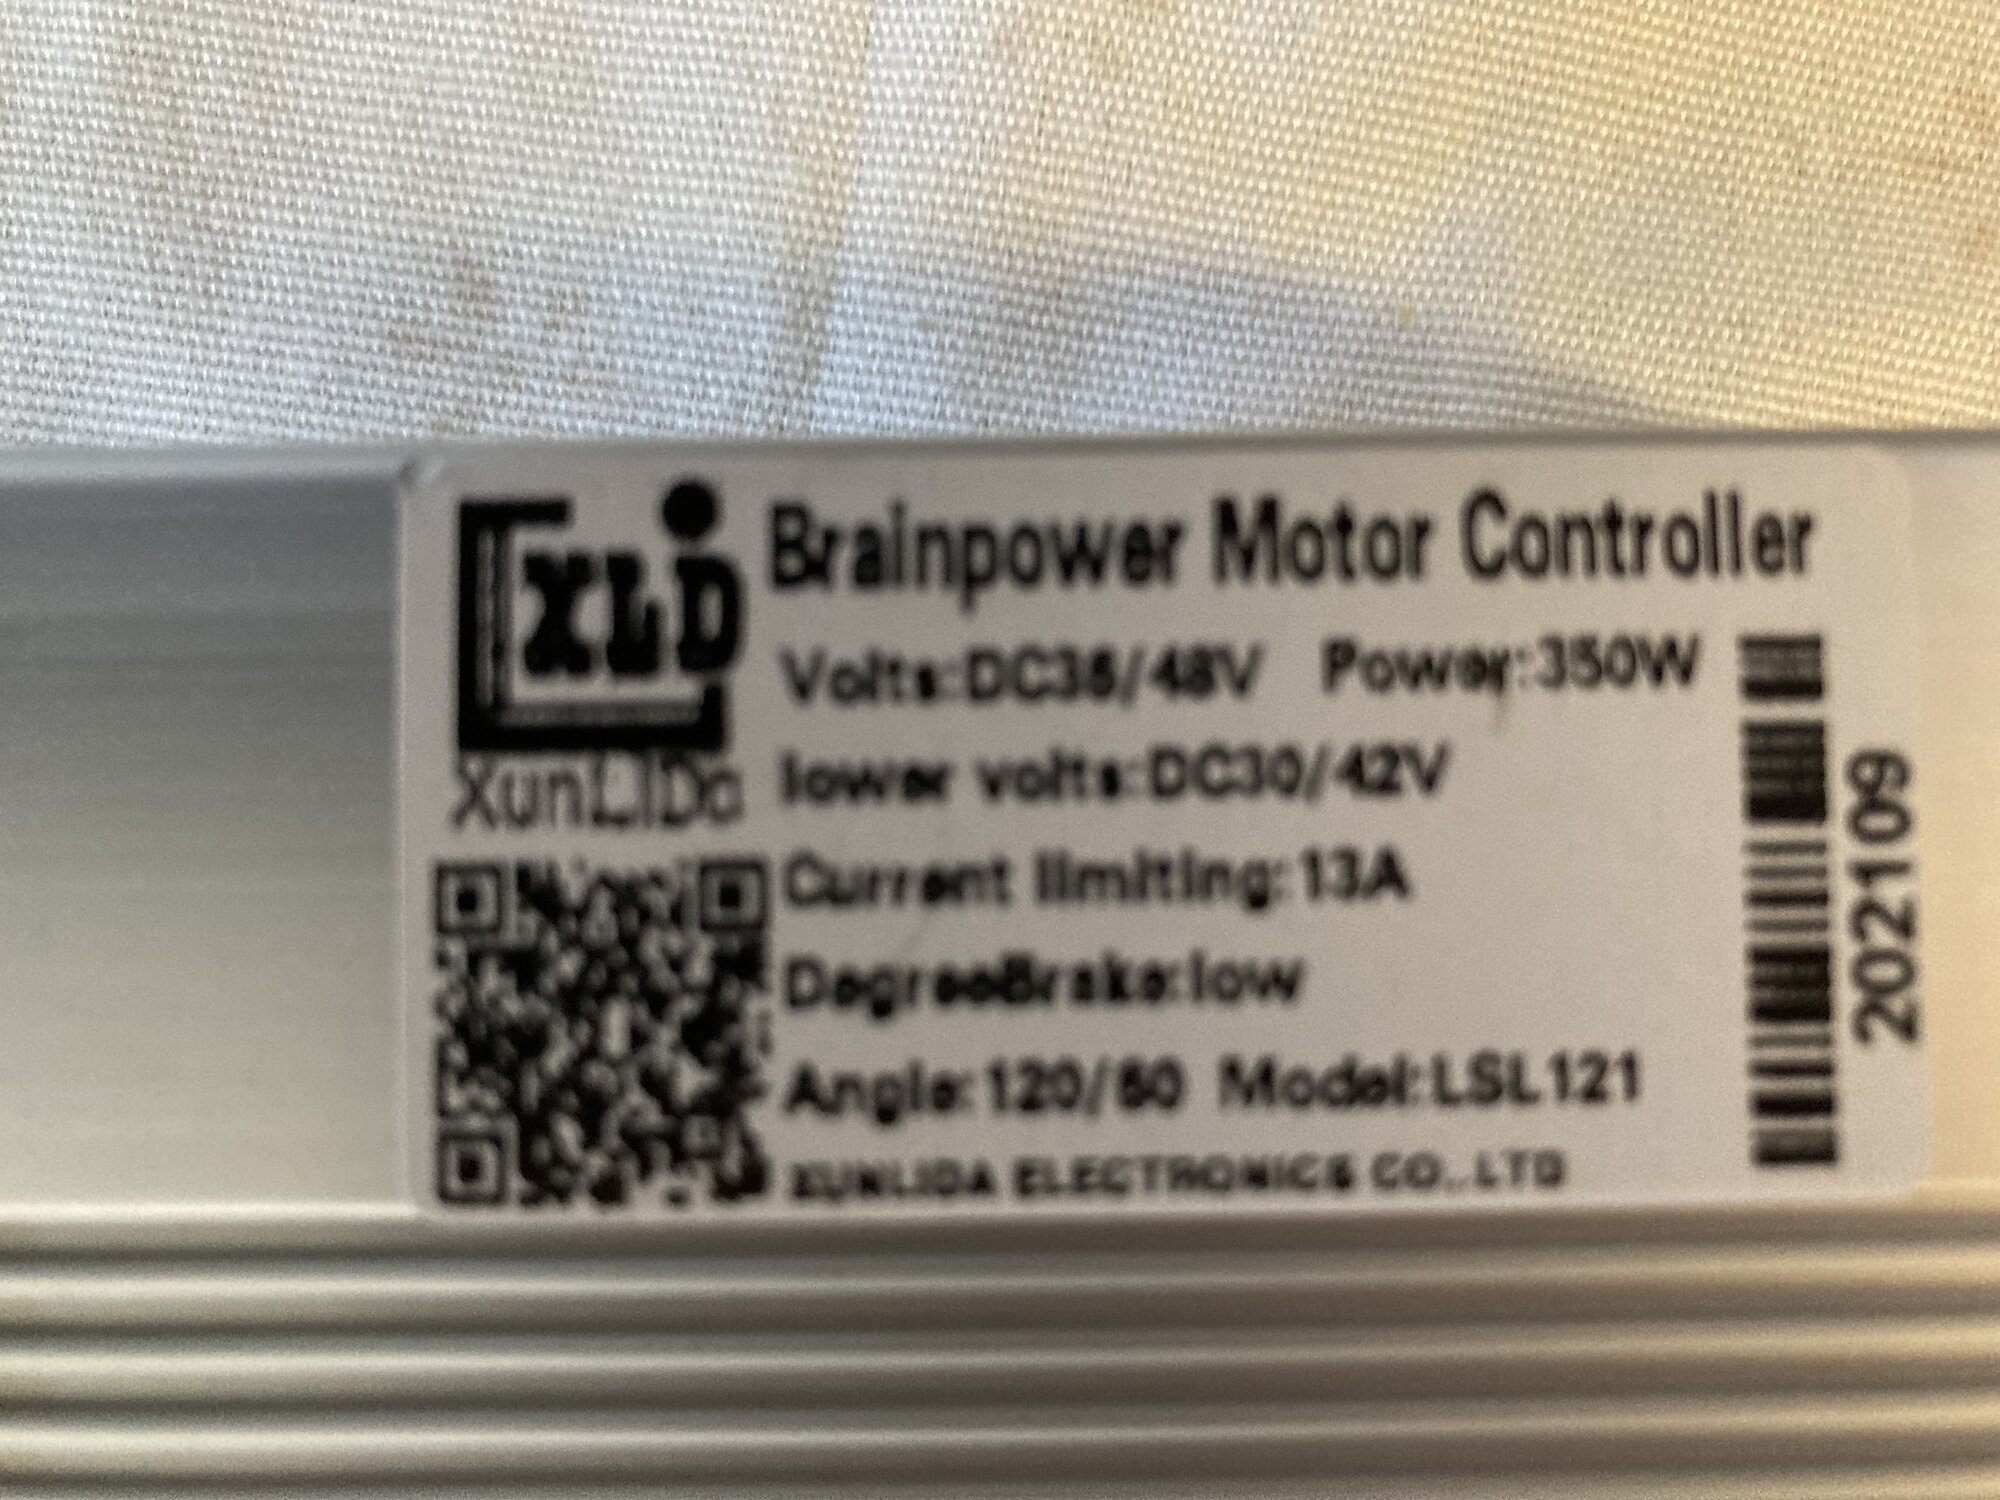 XLD
XunLiDa
Brainpower Motor Controller
Volts:DC36/48V Power:350W
lower volts:DC30/42V
Current limiting:13A
DegreeBrake:low
Angle:120/60 Model:LSL121
XUNLIDA ELECTRONICS CO.,LTD
202109